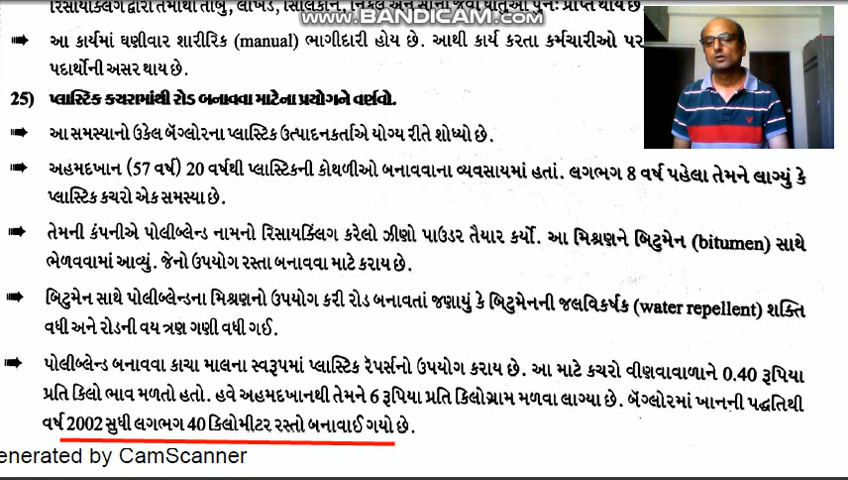 રિસાયક્લિંગ દ્વારા તેમાંથી તાંબુ, લોખંડ, સિલિકોન, નિકલ અને સોના જેવી ધાતુઓ પુનઃ પ્રાપ્ત થાય છે
WWW.BANDICAM.COM
➠ આ કાર્યમાં ઘણીવાર શારીરિક (manual) ભાગીદારી હોય છે. આથી કાર્ય કરતા કર્મચારીઓ પર
પદાર્થોની અસર થાય છે.
25) પ્લાસ્ટિક કચરામાંથી રોડ બનાવવા માટેના પ્રયોગને વર્ણવો.
➠ આ સમસ્યાનો ઉકેલ બૅંગ્લોરના પ્લાસ્ટિક ઉત્પાદનકર્તાએ યોગ્ય રીતે શોધ્યો છે.
➠ અહમદખાન (57 વર્ષ) 20 વર્ષથી પ્લાસ્ટિકની કોથળીઓ બનાવવાના વ્યવસાયમાં હતાં. લગભગ 8 વર્ષ પહેલા તેમને લાગ્યું કે
પ્લાસ્ટિક કચરો એક સમસ્યા છે.
➠ તેમની કંપનીએ પોલીબ્લેન્ડ નામનો રિસાયક્લિંગ કરેલો ઝીણો પાઉડર તૈયાર કર્યો. આ મિશ્રણને બિટુમેન (bitumen) સાથે
ભેળવવામાં આવ્યું. જેનો ઉપયોગ રસ્તા બનાવવા માટે કરાય છે.
➠ બિટુમેન સાથે પોલીબ્લેન્ડના મિશ્રણનો ઉપયોગ કરી રોડ બનાવતાં જણાયું કે બિટુમેનની જલવિકર્ષક (water repellent) શક્તિ
વધી અને રોડની વય ત્રણ ગણી વધી ગઈ.
➠ પોલીબ્લેન્ડ બનાવવા કાચા માલના સ્વરૂપમાં પ્લાસ્ટિક રૅપર્સનો ઉપયોગ કરાય છે. આ માટે કચરો વીણવાવાળાને 0.40 રૂપિયા
પ્રતિ કિલો ભાવ મળતો હતો. હવે અહમદખાનથી તેમને 6 રૂપિયા પ્રતિ કિલોગ્રામ મળવા લાગ્યા છે. બૅંગ્લોરમાં ખાનની પદ્ધતિથી
વર્ષ 2002 સુધી લગભગ 40 કિલોમીટર રસ્તો બનાવાઈ ગયો છે.
enerated by CamScanner